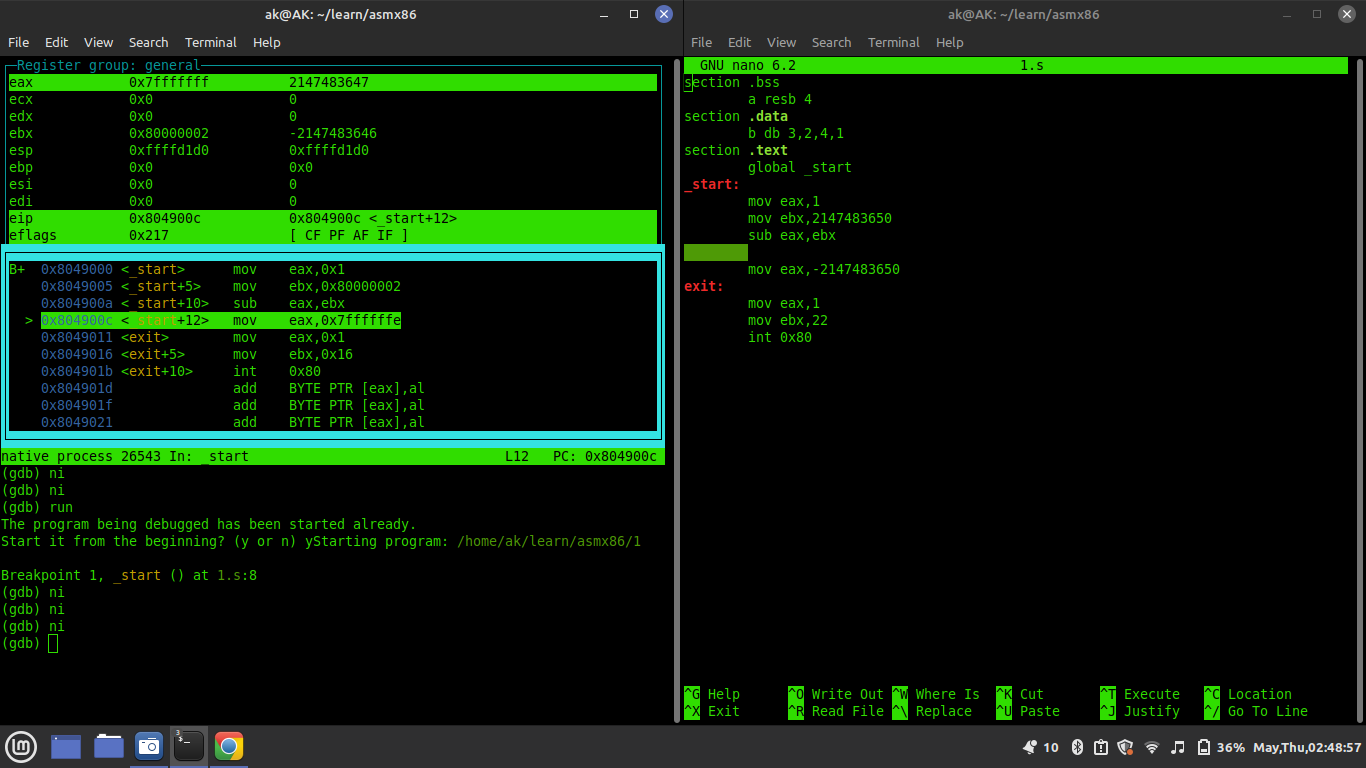 ak@AK: ~/learn/asmx86
File Edit View Search Terminal Help
Register group: general
eax 0x7fffffff 2147483647
ecx 0x0 0
edx 0x0 0
ebx 0x80000002 -2147483646
esp 0xffffd1d0 0xffffd1d0
ebp 0x0 0x0
esi 0x0 0
edi 0x0 0
eip 0x804900c 0x804900c <_start+12>
eflags 0x217 [ CF PF AF IF ]
B+ 0x8049000 <_start> mov eax,0x1
0x8049005 <_start+5> mov ebx,0x80000002
0x804900a <_start+10> sub eax,ebx
> 0x804900c <_start+12> mov eax,0x7ffffffe
0x8049011 <exit> mov eax,0x1
0x8049016 <exit+5> mov ebx,0x16
0x804901b <exit+10> int 0x80
0x804901d add BYTE PTR [eax],al
0x804901f add BYTE PTR [eax],al
0x8049021 add BYTE PTR [eax],al
native process 26543 In: _start L12 PC: 0x804900c
(gdb) ni
(gdb) ni
(gdb) run
The program being debugged has been started already.
Start it from the beginning? (y or n) yStarting program: /home/ak/learn/asmx86/1
Breakpoint 1, _start () at 1.s:8
(gdb) ni
(gdb) ni
(gdb) ni
(gdb)
ak@AK: ~/learn/asmx86
File Edit View Search Terminal Help
GNU nano 6.2 1.s
section .bss
a resb 4
section .data
b db 3,2,4,1
section .text
global _start
_start:
mov eax,1
mov ebx,2147483650
sub eax,ebx
mov eax,-2147483650
exit:
mov eax,1
mov ebx,22
int 0x80
^G Help ^O Write Out ^W Where Is ^K Cut ^T Execute ^C Location
^X Exit ^R Read File ^\ Replace ^U Paste ^J Justify ^/ Go To Line
3
10 36% May,Thu,02:48:57